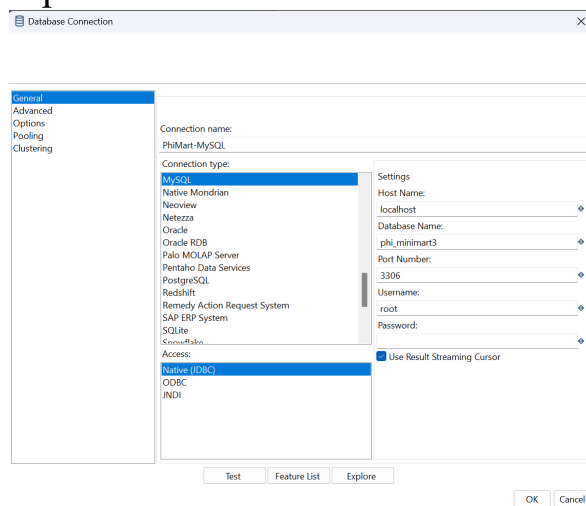 Database Connection
General
Advanced
Options
Pooling
Clustering
Connection name:
PhiMart-MySQL
Connection type:
MySQL
Native Mondrian
Neoview
Netezza
Oracle
Oracle RDB
Palo MOLAP Server
Pentaho Data Services
PostgreSQL
Redshift
Remedy Action Request System
SAP ERP System
SQLite
Snowflake
Access:
Native (JDBC)
ODBC
JNDI
Settings
Host Name:
localhost
Database Name:
phi_minimart3
Port Number:
3306
Username:
root
Password:
Use Result Streaming Cursor
Test Feature List Explore
OK Cancel